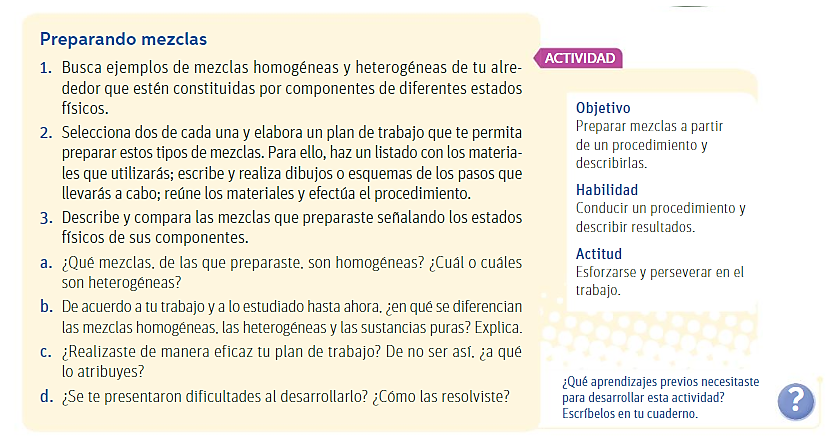 Preparando mezclas
1. Busca ejemplos de mezclas homogéneas y heterogéneas de tu alre-
dedor que estén constituidas por componentes de diferentes estados
físicos.
2. Selecciona dos de cada una y elabora un plan de trabajo que te permita
preparar estos tipos de mezclas. Para ello, haz un listado con los materia-
les que utilizarás; escribe y realiza dibujos o esquemas de los pasos que
llevarás a cabo; reúne los materiales y efectúa el procedimiento.
3. Describe y compara las mezclas que preparaste señalando los estados
físicos de sus componentes.
a. ¿Qué mezclas, de las que preparaste, son homogéneas? ¿Cuál o cuáles
son heterogéneas?
b. De acuerdo a tu trabajo y a lo estudiado hasta ahora, ¿en qué se diferencian
las mezclas homogéneas, las heterogéneas y las sustancias puras? Explica.
c. ¿Realizaste de manera eficaz tu plan de trabajo? De no ser así, ¿a qué
lo atribuyes?
d. ¿Se te presentaron dificultades al desarrollarlo? ¿Cómo las resolviste?
ACTIVIDAD
Objetivo
Preparar mezclas a partir
de un procedimiento y
describirlas.
Habilidad
Conducir un procedimiento y
describir resultados.
Actitud
Esforzarse y perseverar en el
trabajo.
¿Qué aprendizajes previos necesitaste
para desarrollar esta actividad?
Escríbelos en tu cuaderno.
?